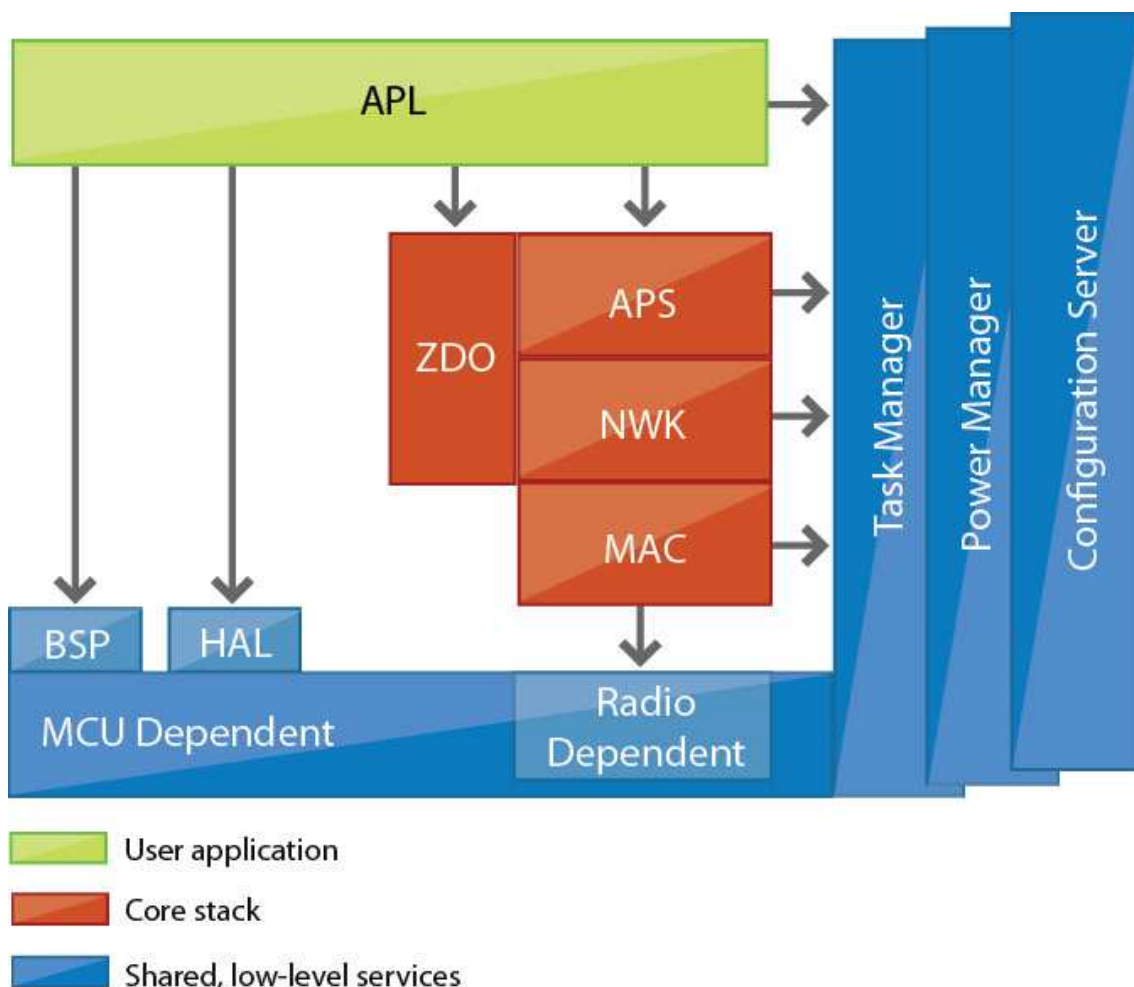 APL
ZDO
APS
NWK
MAC
BSP
HAL
MCU Dependent
Radio
Dependent
Task Manager
Power Manager
Configuration Server
User application
Core stack
Shared, low-level services